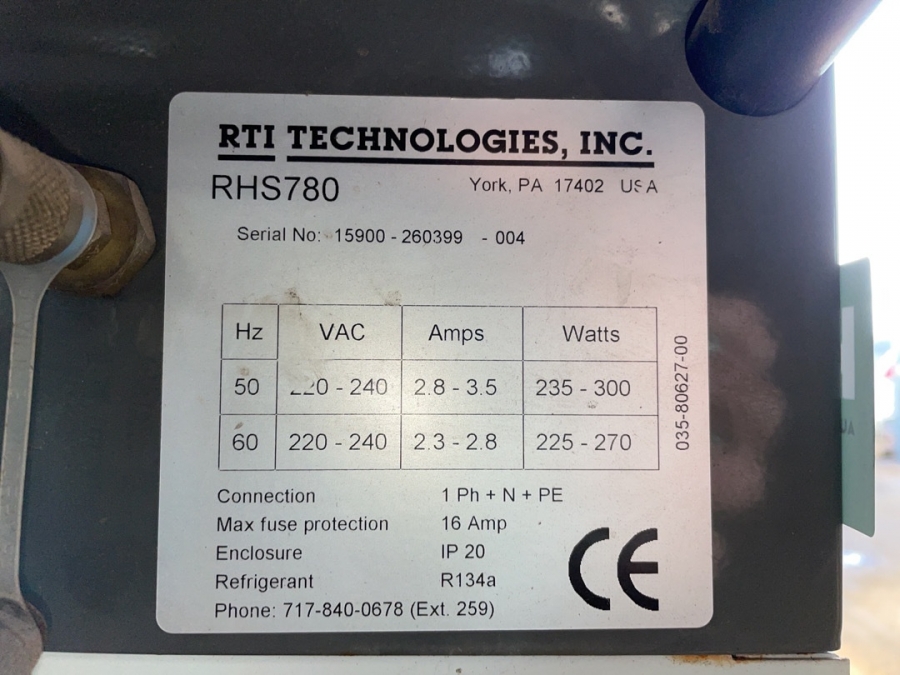 RTI TECHNOLOGIES, INC.
RHS780
York, PA 17402 USA
Serial No: 15900 - 260399 - 004
Hz VAC Amps Watts
50 220 - 240 2.8 - 3.5 235 - 300
60 220 - 240 2.3 - 2.8 225 - 270
035-80627-00
Connection 1 Ph + N + PE
Max fuse protection 16 Amp
Enclosure IP 20
Refrigerant R134a
Phone: 717-840-0678 (Ext. 259)
CE